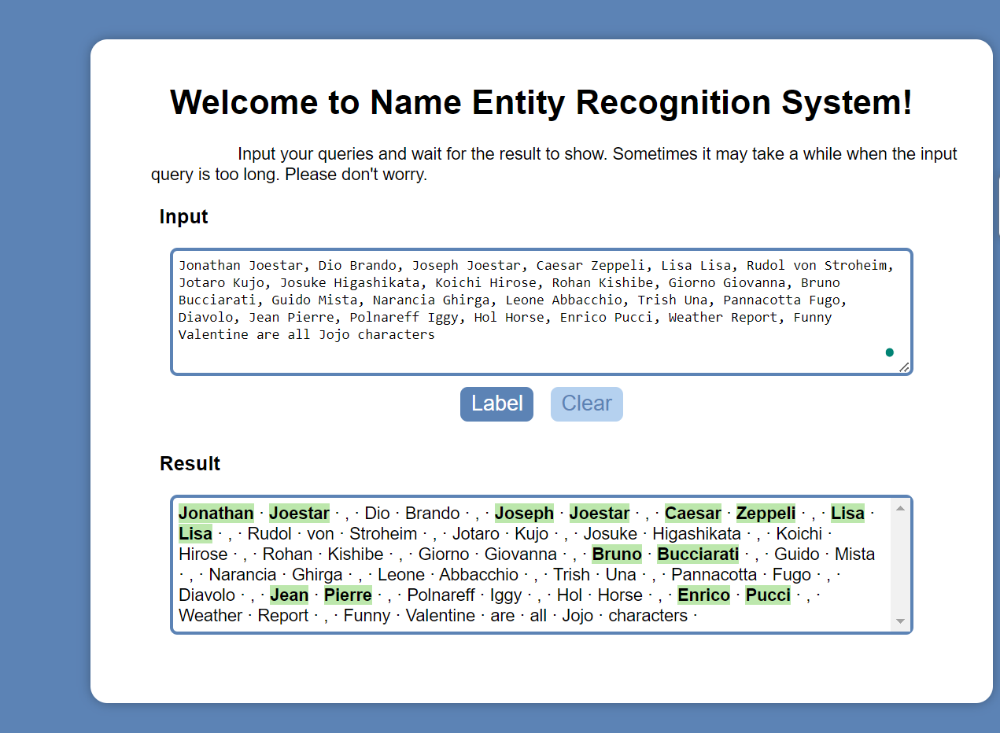 Welcome to Name Entity Recognition System!
Input your queries and wait for the result to show. Sometimes it may take a while when the input
query is too long. Please don't worry.
Input
Jonathan Joestar, Dio Brando, Joseph Joestar, Caesar Zeppeli, Lisa Lisa, Rudol von Stroheim,
Jotaro Kujo, Josuke Higashikata, Koichi Hirose, Rohan Kishibe, Giorno Giovanna, Bruno
Bucciarati, Guido Mista, Narancia Ghirga, Leone Abbacchio, Trish Una, Pannacotta Fugo,
Diavolo, Jean Pierre, Polnareff Iggy, Hol Horse, Enrico Pucci, Weather Report, Funny
Valentine are all Jojo characters
Label Clear
Result
Jonathan · Joestar · , · Dio · Brando · , · Joseph · Joestar · , · Caesar · Zeppeli · , · Lisa ·
Lisa · , · Rudol · von · Stroheim · , · Jotaro · Kujo · , · Josuke · Higashikata · , · Koichi ·
Hirose · , · Rohan · Kishibe · , · Giorno · Giovanna · , · Bruno · Bucciarati · , · Guido · Mista
· , · Narancia · Ghirga · , · Leone · Abbacchio · , · Trish · Una · , · Pannacotta · Fugo · , ·
Diavolo · , · Jean · Pierre · , · Polnareff · Iggy · , · Hol · Horse · , · Enrico · Pucci · , ·
Weather · Report · , · Funny · Valentine · are · all · Jojo · characters ·